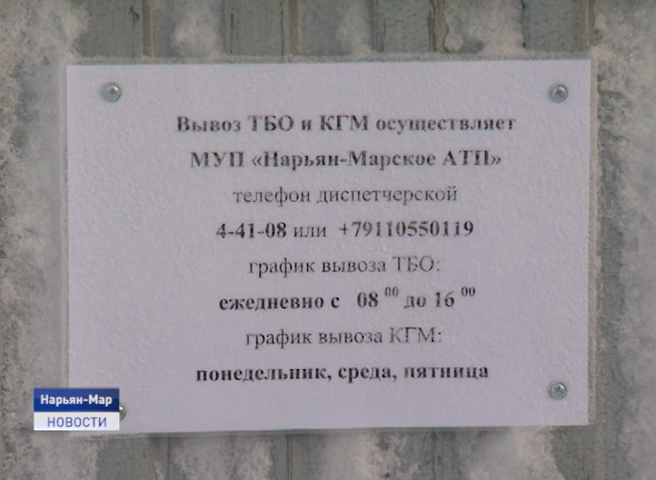 Вывоз ТБО и КГМ осуществляет
МУП «Нарьян-Марское АТП»
телефон диспетчерской
4-41-08 или +79110550119
график вывоза ТБО:
ежедневно с 08 00 до 16 00
график вывоза КГМ:
понедельник, среда, пятница
Нарьян-Мар
НОВОСТИ